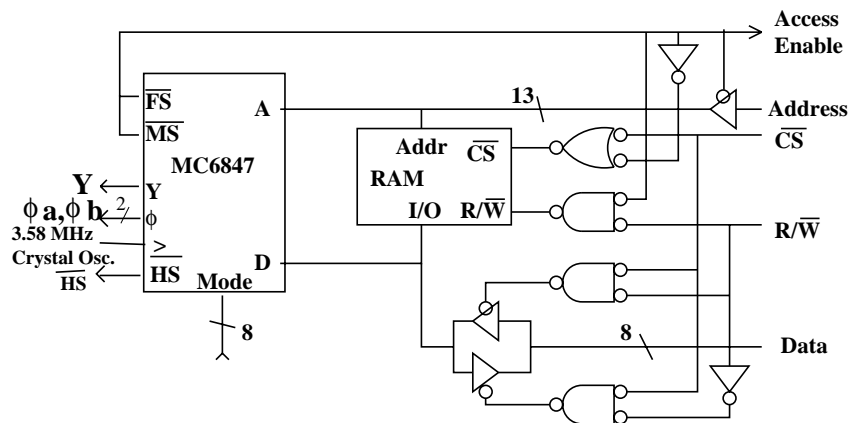 Access
Enable
FS
MS
A
13
Address
CS
MC6847
Addr
CS
RAM
I/O
R/W
R/W
Y
Y
ϕ a,ϕ b
2
ϕ
3.58 MHz
Crystal Osc.
>
HS
HS
D
Mode
8
8
Data